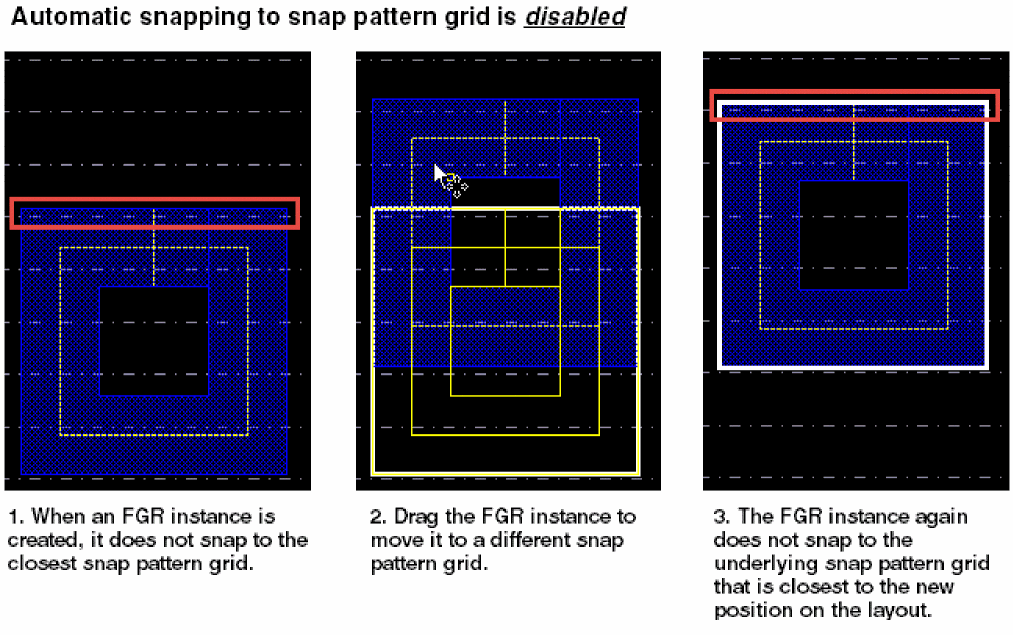 Automatic snapping to snap pattern grid is disabled
1. When an FGR instance is
created, it does not snap to the
closest snap pattern grid.
2. Drag the FGR instance to
move it to a different snap
pattern grid.
3. The FGR instance again
does not snap to the
underlying snap pattern grid
that is closest to the new
position on the layout.